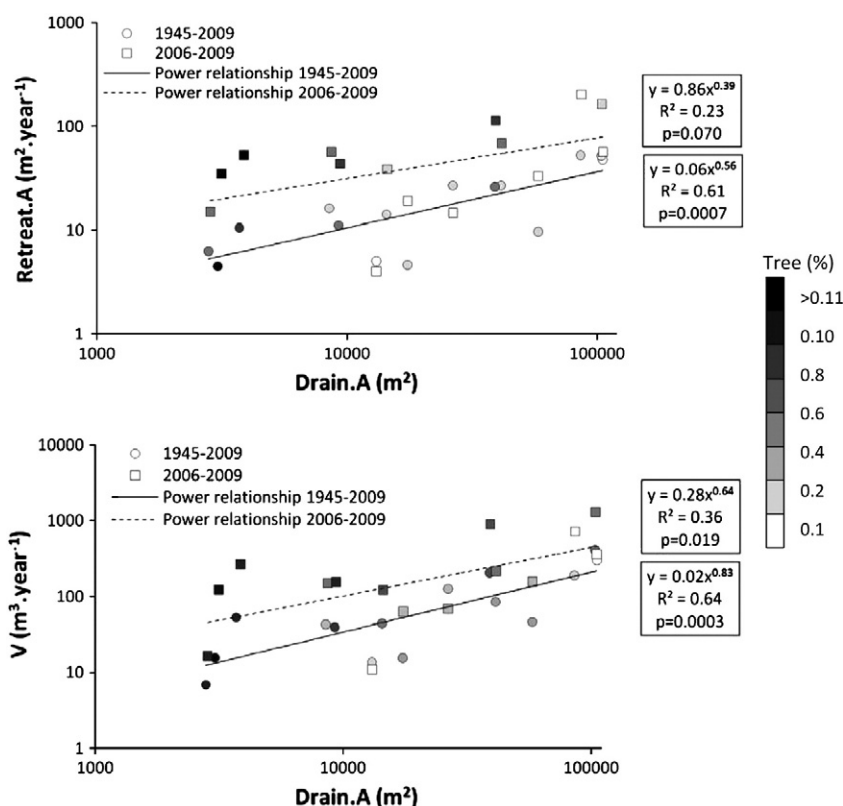 1000
100
10
1
Retreat.A (m².year⁻¹)
1945-2009
2006-2009
Power relationship 1945-2009
Power relationship 2006-2009
1000
10000
100000
Drain.A (m²)
y = 0.86x^0.39
R² = 0.23
p=0.070
y = 0.06x^0.56
R² = 0.61
p=0.0007
Tree (%)
>0.11
0.10
0.8
0.6
0.4
0.2
0.1
10000
1000
100
10
1
V (m³.year⁻¹)
1945-2009
2006-2009
Power relationship 1945-2009
Power relationship 2006-2009
1000
10000
100000
Drain.A (m²)
y = 0.28x^0.64
R² = 0.36
p=0.019
y = 0.02x^0.83
R² = 0.64
p=0.0003